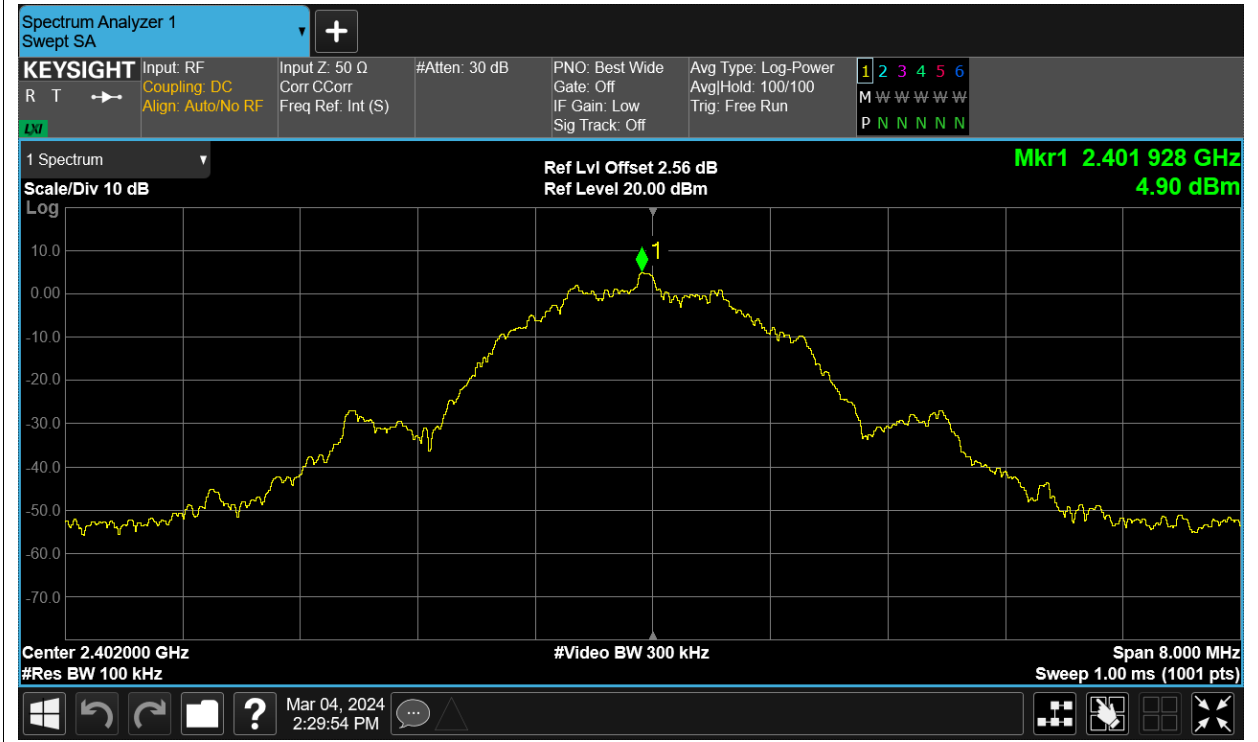 Spectrum Analyzer 1
Swept SA
KEYSIGHT
R T
LXI
Input: RF
Coupling: DC
Align: Auto/No RF
Input Z: 50 Ω
Corr CCorr
Freq Ref: Int (S)
#Atten: 30 dB
PNO: Best Wide
Gate: Off
IF Gain: Low
Sig Track: Off
Avg Type: Log-Power
Avg|Hold: 100/100
Trig: Free Run
1 2 3 4 5 6
M W W W W W W
P N N N N N N
1 Spectrum
Scale/Div 10 dB
Log
Ref Lvl Offset 2.56 dB
Ref Level 20.00 dBm
Mkr1 2.401 928 GHz
4.90 dBm
1
10.0
0.00
-10.0
-20.0
-30.0
-40.0
-50.0
-60.0
-70.0
Center 2.402000 GHz
#Res BW 100 kHz
#Video BW 300 kHz
Span 8.000 MHz
Sweep 1.00 ms (1001 pts)
?
Mar 04, 2024
2:29:54 PM